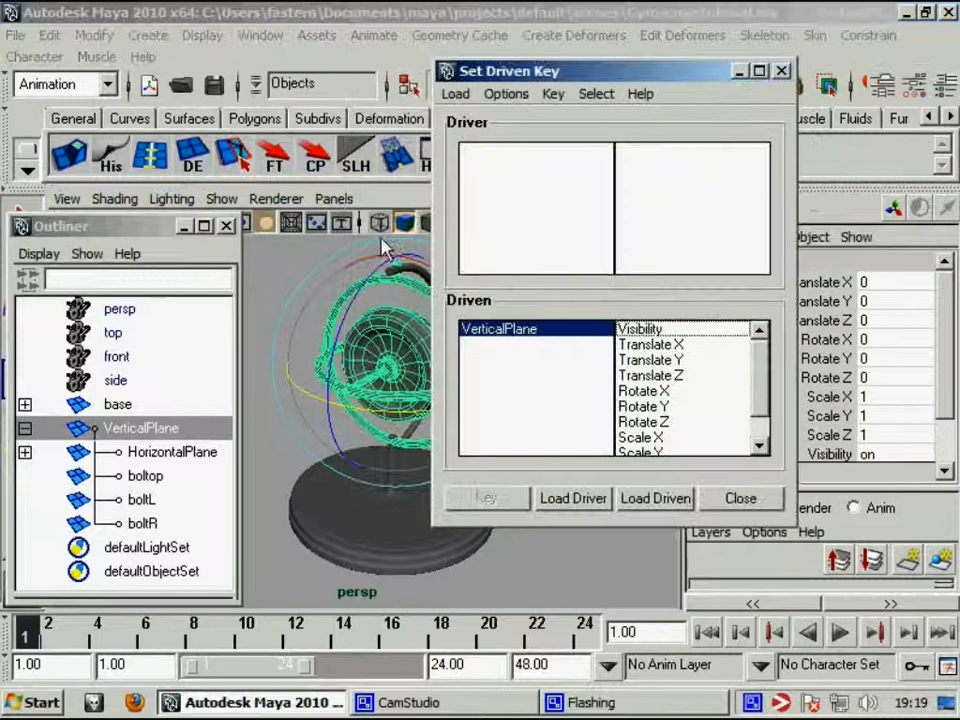 Autodesk Maya 2010 x64: C:\Users\fastern\Documents\maya\projects\default\
File Edit Modify Create Display Window Assets Animate Geometry Cache Create Deformers Edit Deformers Skeleton Skin Constrain
Character Muscle Help
Animation Objects
Set Driven Key
Load Options Key Select Help
General Curves Surfaces Polygons Subdivs Deformation
Fluids Fur
His DE FT CP SLH
View Shading Lighting Show Renderer Panels
Driver
Outliner
Display Show Help
persp
top
front
side
base
VerticalPlane
HorizontalPlane
boltop
boltL
boltR
defaultLightSet
defaultObjectSet
persp
Driven
VerticalPlane
Visibility
Translate X
Translate Y
Translate Z
Rotate X
Rotate Y
Rotate Z
Scale X
Scale Y
Key Load Driver Load Driven Close
Object Show
anslate X 0
anslate Y 0
anslate Z 0
Rotate X 0
Rotate Y 0
Rotate Z 0
Scale X 1
Scale Y 1
Scale Z 1
Visibility on
ender Anim
Layers Options Help
<< >>
1 2 4 6 8 10 12 14 16 18 20 22 24 1.00
1.00 1.00 1 24 24.00 48.00 No Anim Layer No Character Set
Start Autodesk Maya 2010 ... CamStudio Flashing 19:19